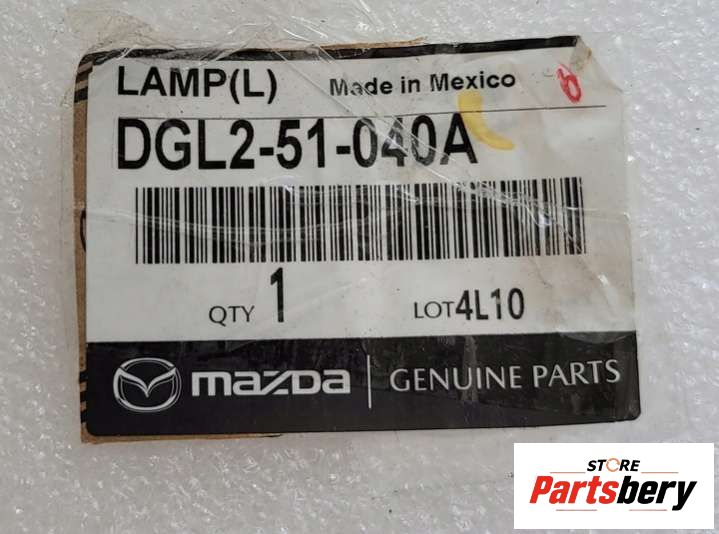 LAMP(L) Made in Mexico
DGL2-51-040A
QTY 1 LOT4L10
mazDa GENUINE PARTS
STORE
Partsbery